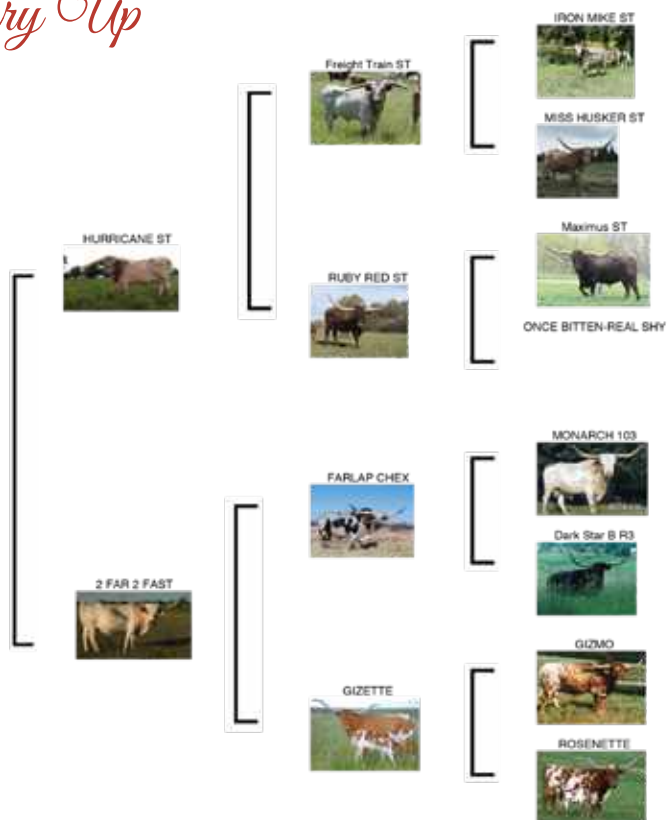 ry Up
IRON MIKE ST
Freight Train ST
MISS HUSKER ST
HURRICANE ST
Maximus ST
RUBY RED ST
ONCE BITTEN-REAL SHY
MONARCH 103
FARLAP CHEX
Dark Star B R3
2 FAR 2 FAST
GIZMO
GIZETTE
ROSENETTE